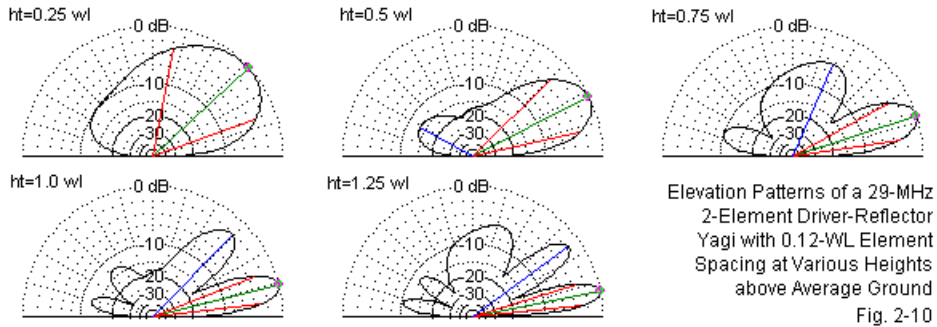 ht=0.25 wl
0 dB
-10
-20
-30
ht=0.5 wl
0 dB
-10
-20
-30
ht=0.75 wl
0 dB
-10
-20
-30
ht=1.0 wl
0 dB
-10
-20
-30
ht=1.25 wl
0 dB
-10
-20
-30
Elevation Patterns of a 29-MHz
2-Element Driver-Reflector
Yagi with 0.12-WL Element
Spacing at Various Heights
above Average Ground
Fig. 2-10